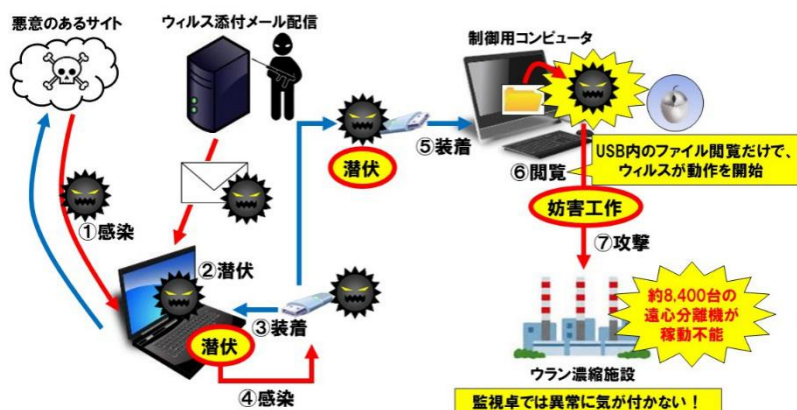 悪意のあるサイト
ウィルス添付メール配信
制御用コンピュータ
①感染
②潜伏
潜伏
③装着
④感染
潜伏
⑤装着
⑥閲覧
USB内のファイル閲覧だけで、
ウィルスが動作を開始
妨害工作
⑦攻撃
約8,400台の
遠心分離機が
稼動不能
ウラン濃縮施設
監視卓では異常に気が付かない！